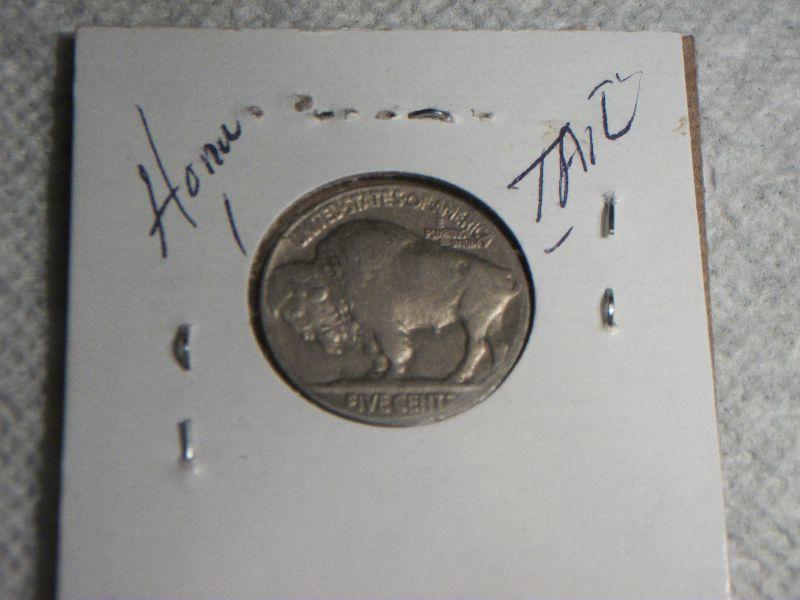 Horn
TAIL
UNITED STATES OF AMERICA
E
PLURIBUS
UNUM
FIVE CENTS